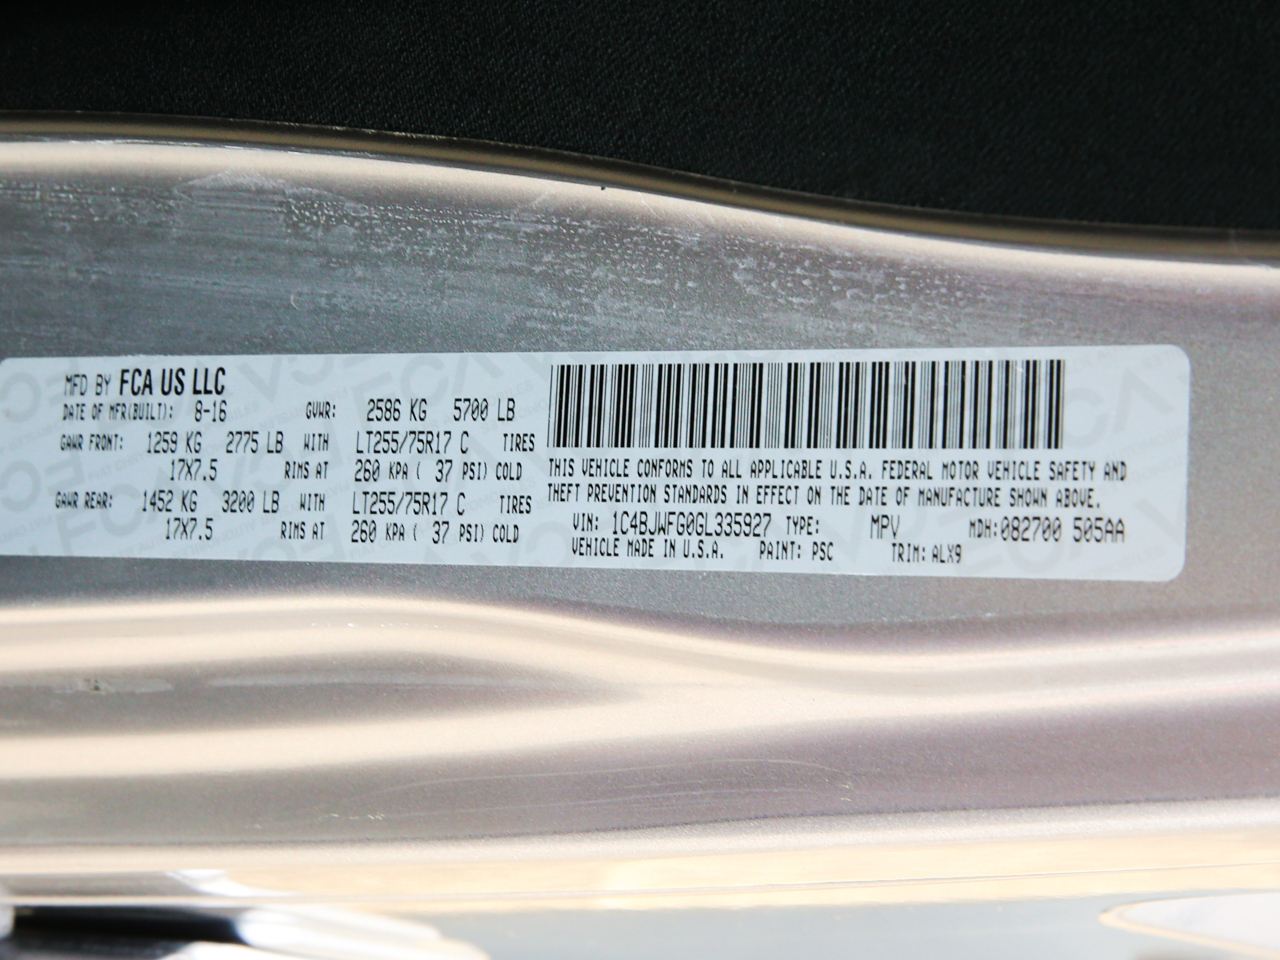 MFD BY FCA US LLC
DATE OF MFR(BUILT): 8-16 GVWR: 2586 KG 5700 LB
GAWR FRONT: 1259 KG 2775 LB WITH LT255/75R17 C TIRES
17X7.5 RIMS AT 260 KPA ( 37 PSI) COLD
GAWR REAR: 1452 KG 3200 LB WITH LT255/75R17 C TIRES
17X7.5 RIMS AT 260 KPA ( 37 PSI) COLD
THIS VEHICLE CONFORMS TO ALL APPLICABLE U.S.A. FEDERAL MOTOR VEHICLE SAFETY AND
THEFT PREVENTION STANDARDS IN EFFECT ON THE DATE OF MANUFACTURE SHOWN ABOVE.
VIN: 1C4BJWFG0GL335927 TYPE: MPV MDH:082700 505AA
VEHICLE MADE IN U.S.A. PAINT: PSC TRIM: ALX9